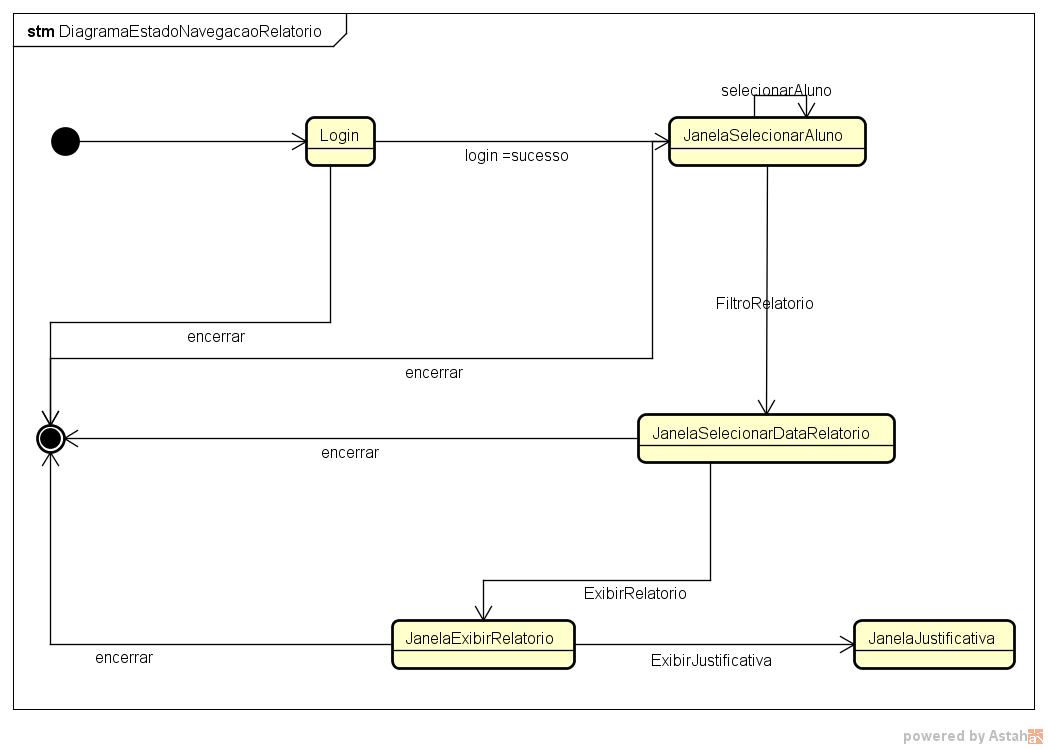 stm DiagramaEstadoNavegacaoRelatorio
selecionarAluno
Login
JanelaSelecionarAluno
login =sucesso
FiltroRelatorio
encerrar
encerrar
JanelaSelecionarDataRelatorio
encerrar
ExibirRelatorio
JanelaExibirRelatorio
JanelaJustificativa
encerrar
ExibirJustificativa
powered by Astah